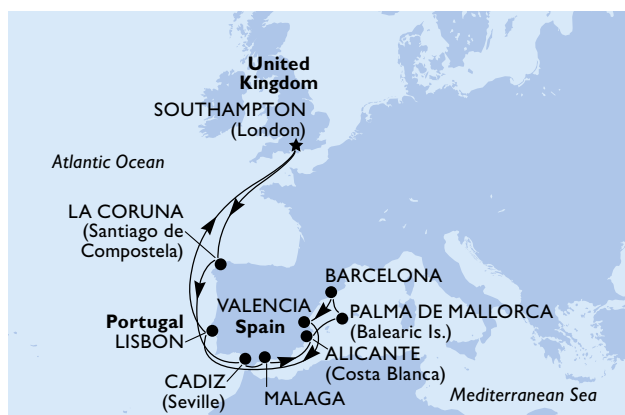 United
Kingdom
SOUTHAMPTON
(London)
Atlantic Ocean
LA CORUNA
(Santiago de
Compostela)
BARCELONA
VALENCIA
PALMA DE MALLORCA
(Balearic Is.)
Portugal
Spain
LISBON
ALICANTE
(Costa Blanca)
CADIZ
(Seville)
MALAGA
Mediterranean Sea